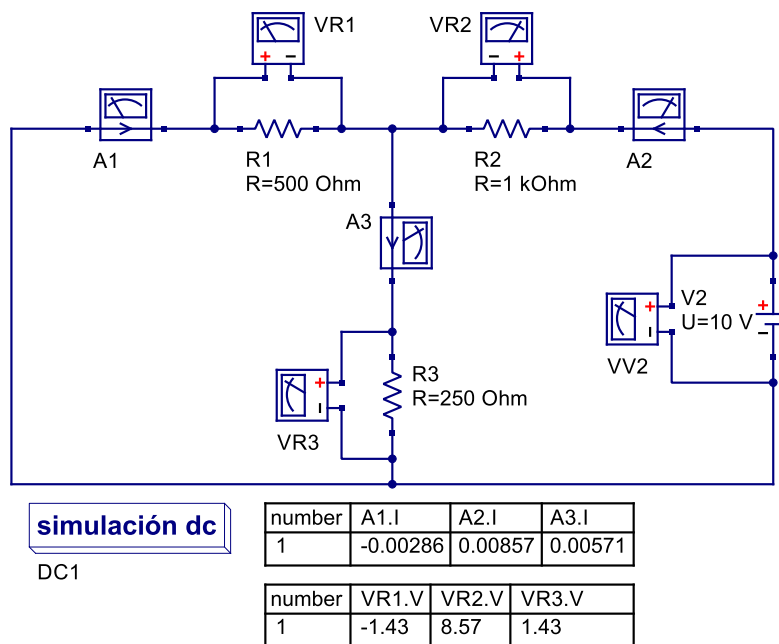 VR1
VR2
A1
R1
R=500 Ohm
R2
R=1 kOhm
A2
A3
V2
U=10 V
VV2
R3
R=250 Ohm
VR3
simulación dc
DC1
number A1.I A2.I A3.I
1 -0.00286 0.00857 0.00571
number VR1.V VR2.V VR3.V
1 -1.43 8.57 1.43